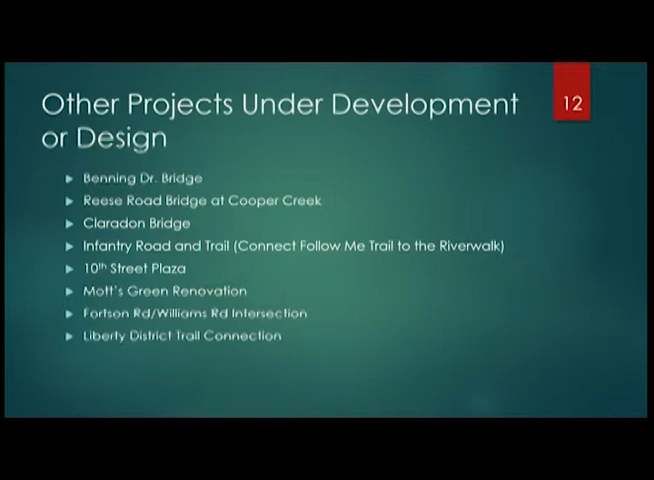 Other Projects Under Development
or Design
12
Benning Dr. Bridge
Reese Road Bridge at Cooper Creek
Claradon Bridge
Infantry Road and Trail (Connect Follow Me Trail to the Riverwalk)
10th Street Plaza
Mott's Green Renovation
Fortson Rd/Williams Rd Intersection
Liberty District Trail Connection